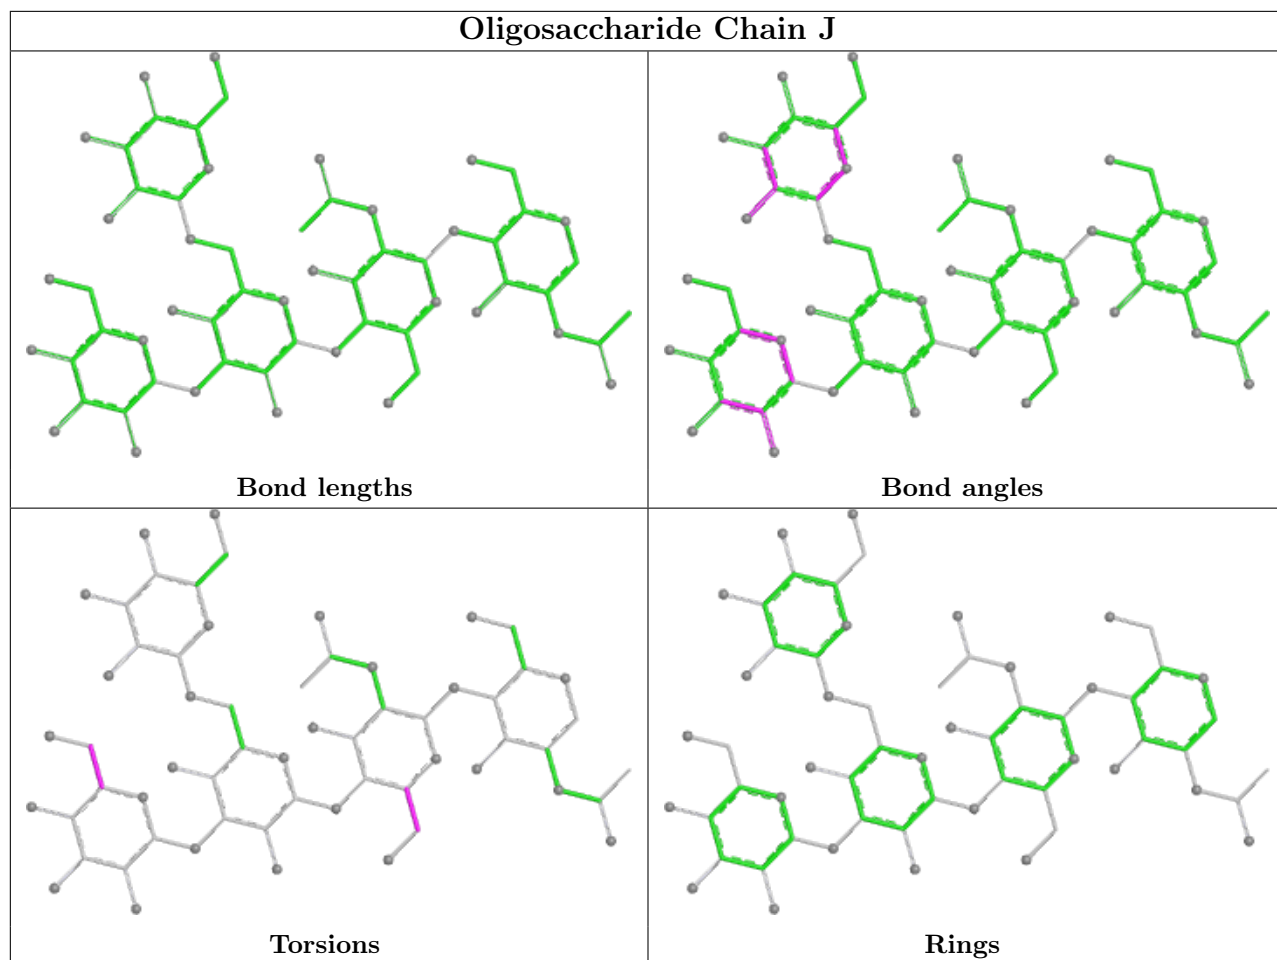 Oligosaccharide Chain J
Bond lengths
Bond angles
Torsions
Rings